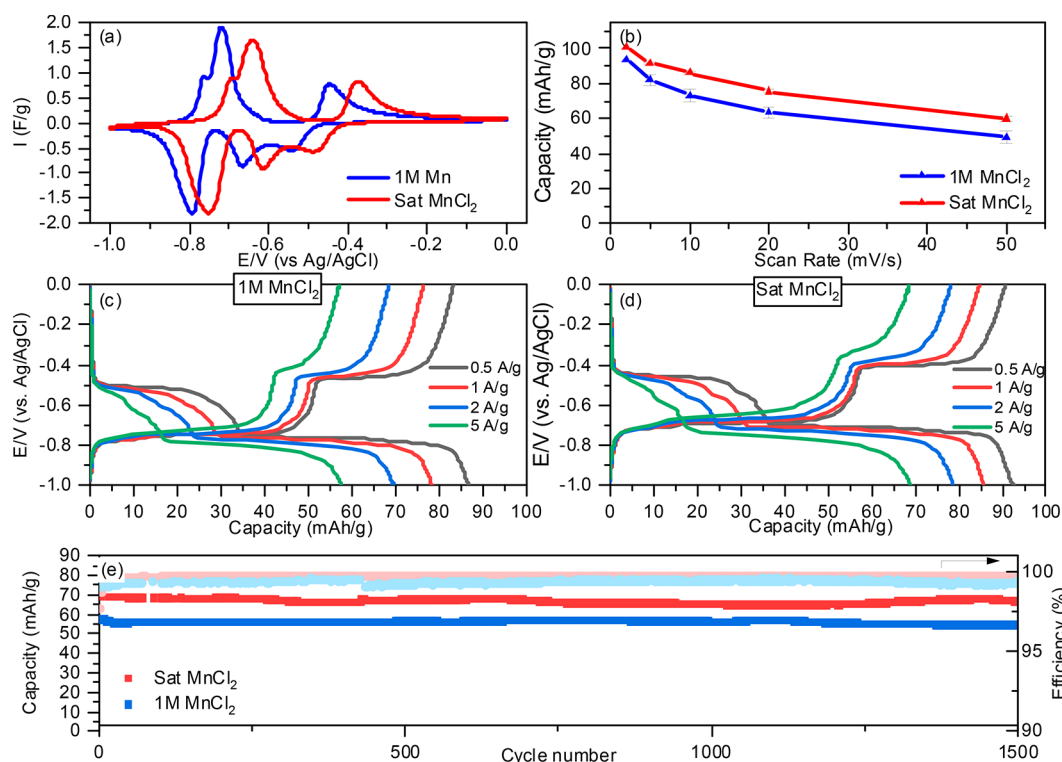 (a)
I (F/g)
2.0
1.5
1.0
0.5
0.0
-0.5
-1.0
-1.5
-2.0
1M Mn
Sat MnCl₂
-1.0 -0.8 -0.6 -0.4 -0.2 0.0
E/V (vs Ag/AgCl)
(b)
Capacity (mAh/g)
100
80
60
40
20
0
1M MnCl₂
Sat MnCl₂
0 10 20 30 40 50
Scan Rate (mV/s)
(c)
1M MnCl₂
E/V (vs. Ag/AgCl)
0.0
-0.2
-0.4
-0.6
-0.8
-1.0
0.5 A/g
1 A/g
2 A/g
5 A/g
0 10 20 30 40 50 60 70 80 90 100
Capacity (mAh/g)
(d)
Sat MnCl₂
E/V (vs. Ag/AgCl)
0.0
-0.2
-0.4
-0.6
-0.8
-1.0
0.5 A/g
1 A/g
2 A/g
5 A/g
0 10 20 30 40 50 60 70 80 90 100
Capacity (mAh/g)
(e)
Capacity (mAh/g)
90
80
70
60
50
40
30
20
10
0
Sat MnCl₂
1M MnCl₂
100
95
90
Efficiency (%)
0 500 1000 1500
Cycle number